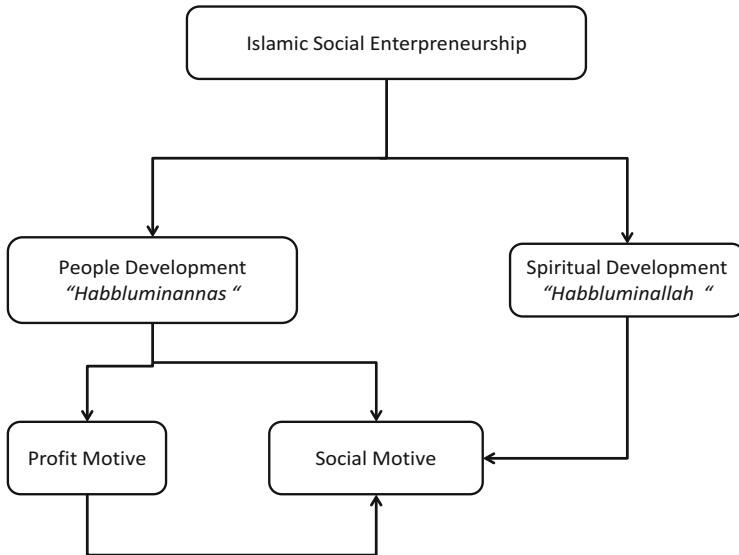 Islamic Social Enterpreneurship
People Development
“Habbluminannas “
Spiritual Development
“Habbluminallah “
Profit Motive
Social Motive